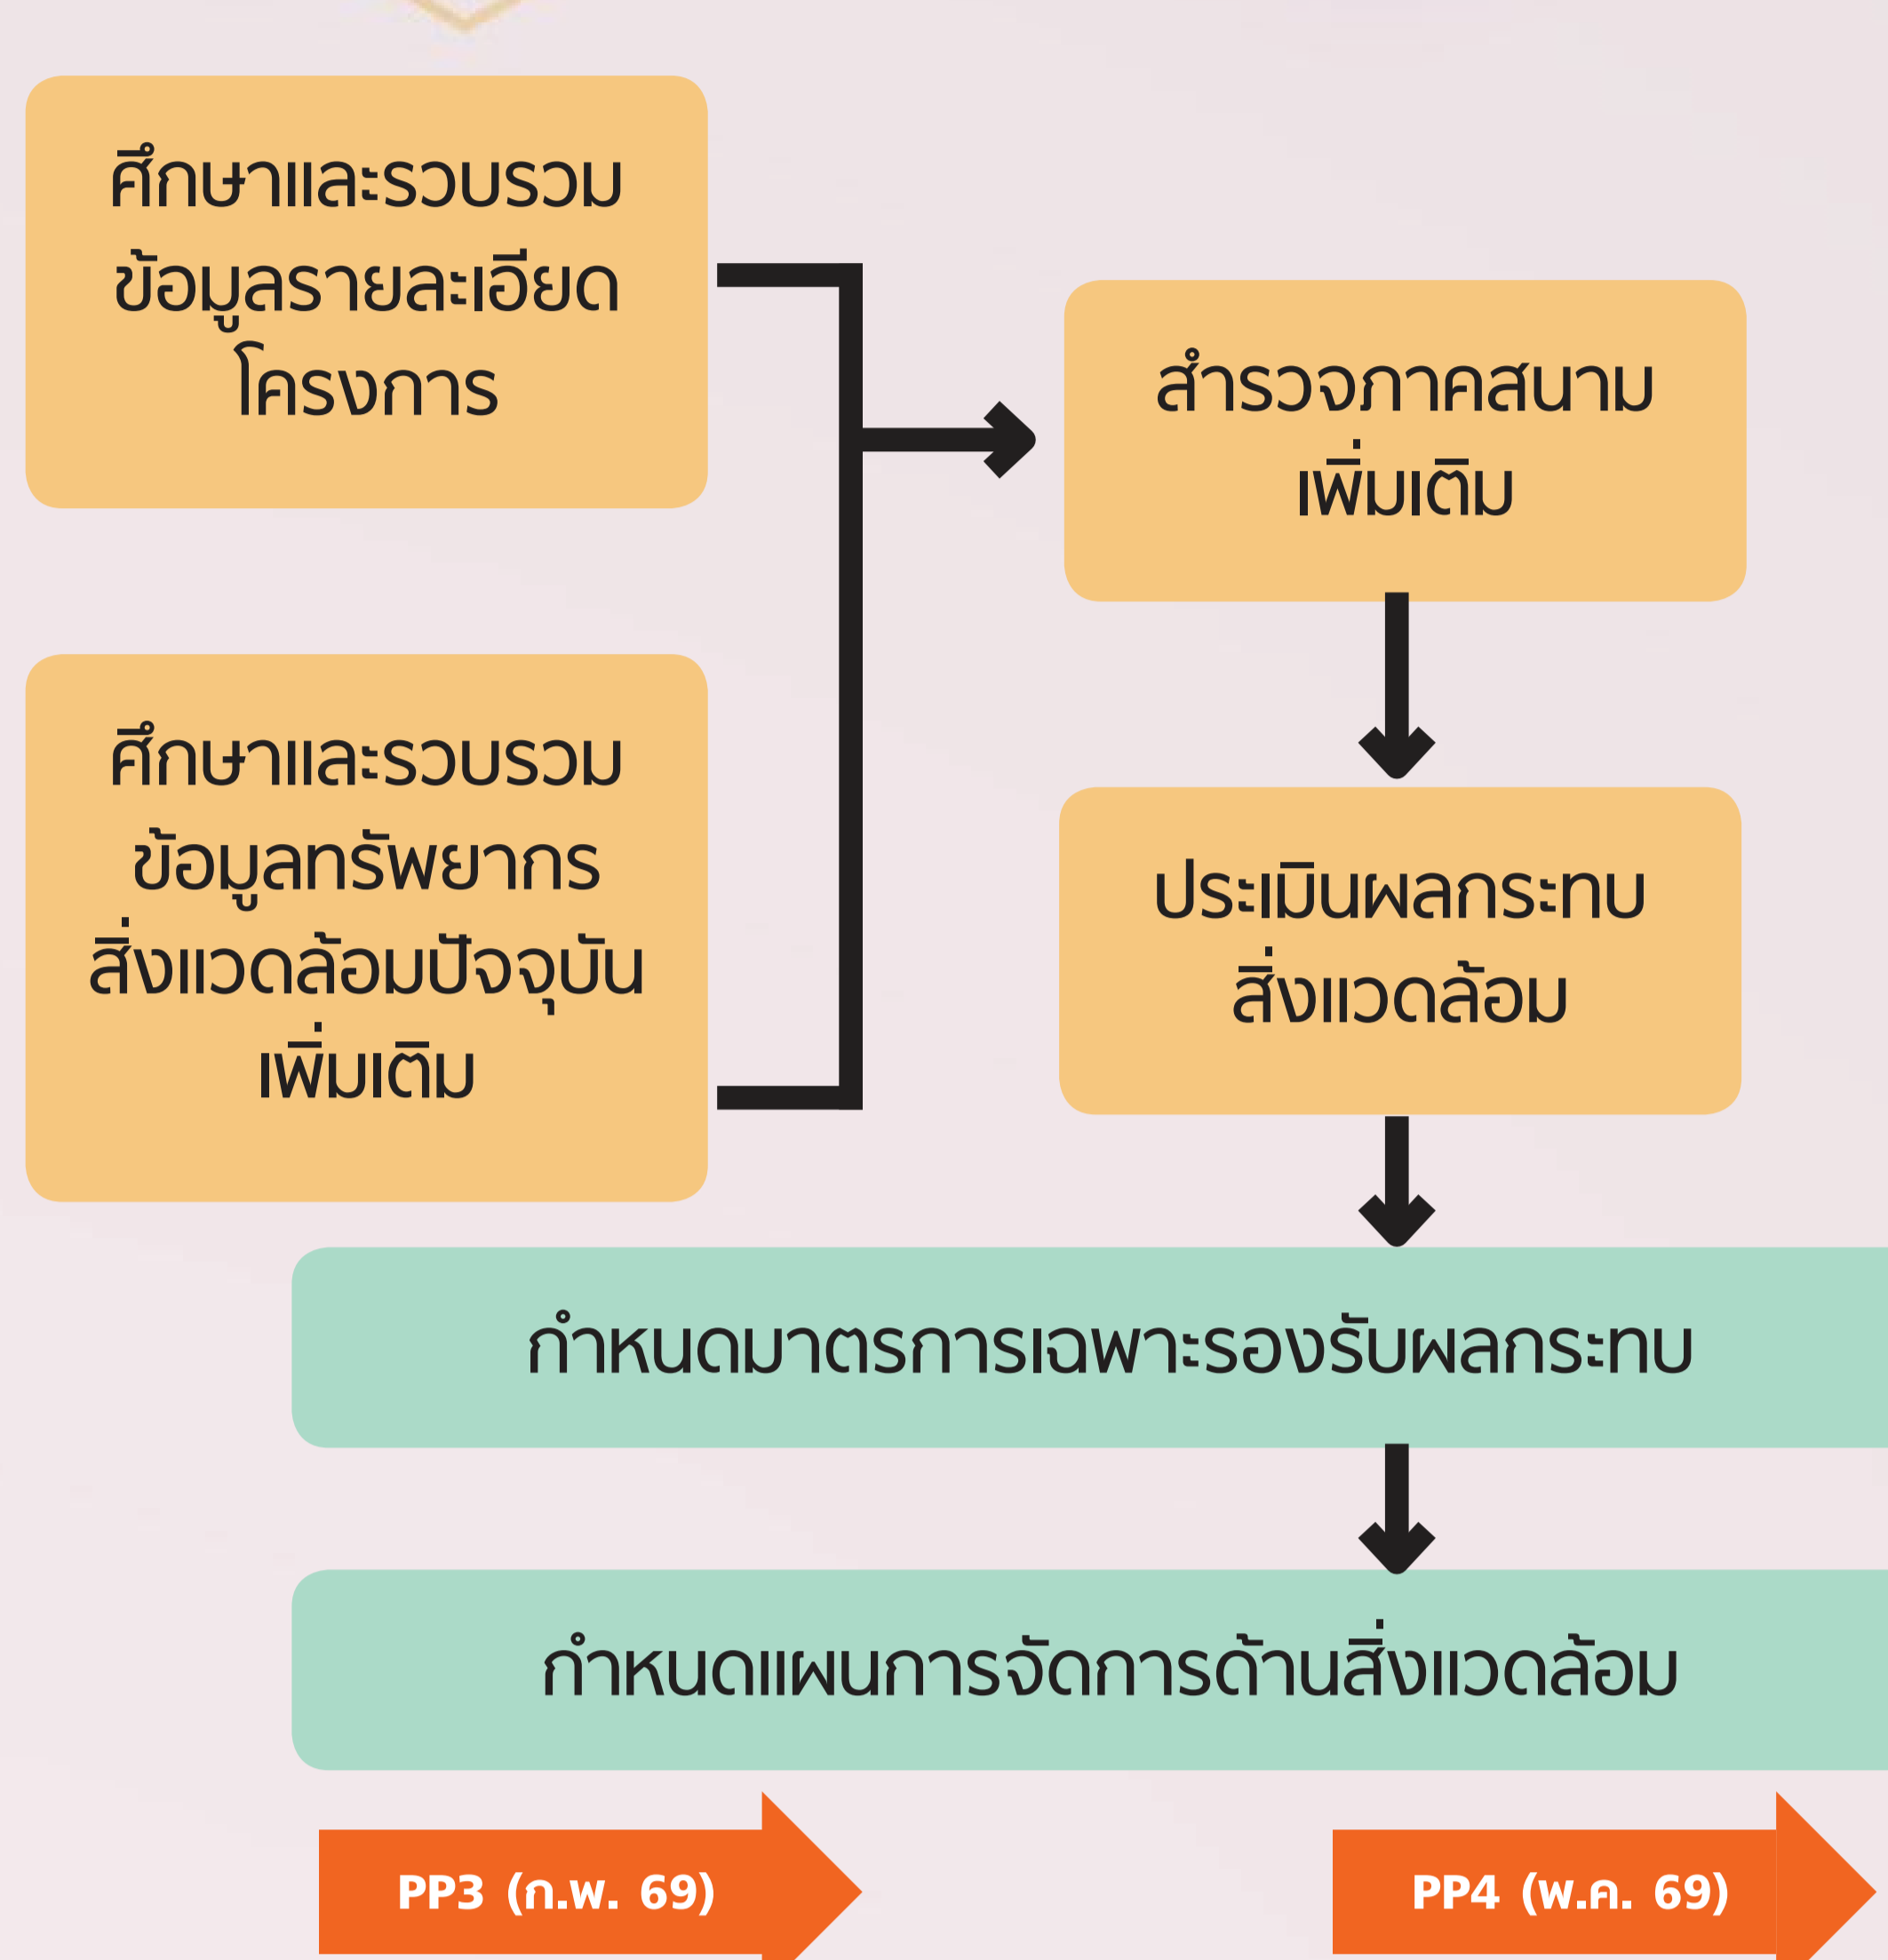 ศึกษาและรวบรวม
ข้อมูลรายละเอียด
โครงการ
สำรวจภาคสนาม
เพิ่มเติม
ศึกษาและรวบรวม
ข้อมูลทรัพยากร
สิ่งแวดล้อมปัจจุบัน
เพิ่มเติม
ประเมินผลกระทบ
สิ่งแวดล้อม
กำหนดมาตรการเฉพาะรองรับผลกระทบ
กำหนดแผนการจัดการด้านสิ่งแวดล้อม
PP3 (ก.พ. 69)
PP4 (พ.ค. 69)